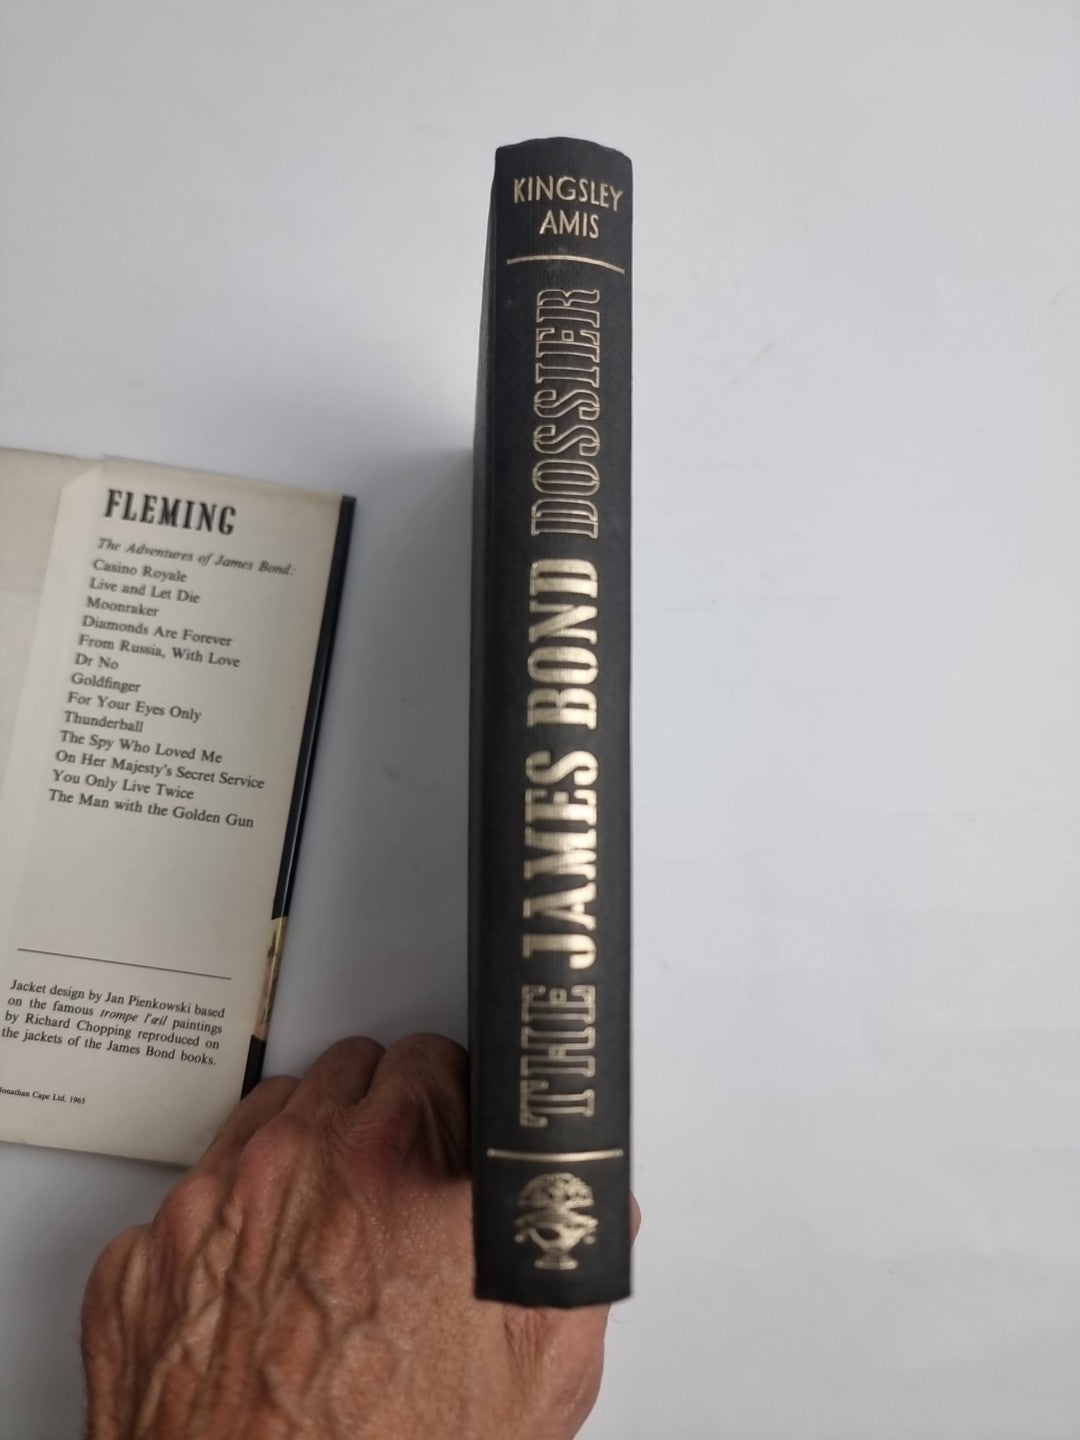 KINGSLEY
AMIS
THE JAMES BOND DOSSIER
FLEMING
The Adventures of James Bond:
Casino Royale
Live and Let Die
Moonraker
Diamonds Are Forever
From Russia, With Love
Dr No
Goldfinger
For Your Eyes Only
Thunderball
The Spy Who Loved Me
On Her Majesty's Secret Service
You Only Live Twice
The Man with the Golden Gun
Jacket design by Jan Pienkowski based
on the famous trompe l'œil paintings
by Richard Chopping reproduced on
the jackets of the James Bond books.
Jonathan Cape Ltd, 1965